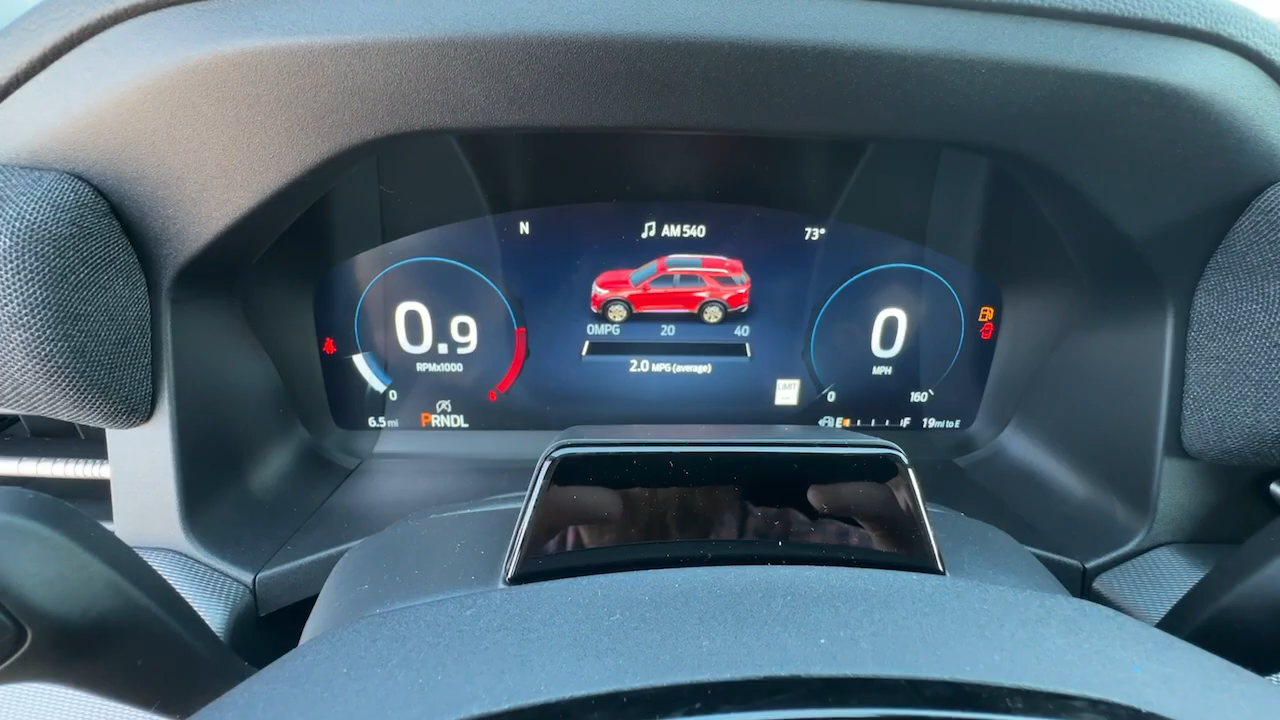 N
AM 540
73°
0.9
RPMx1000
0
8
6.5 mi
PRNDL
0MPG 20 40
2.0 MPG (average)
LIMIT
0
MPH
0 160
E F 19 mi to E